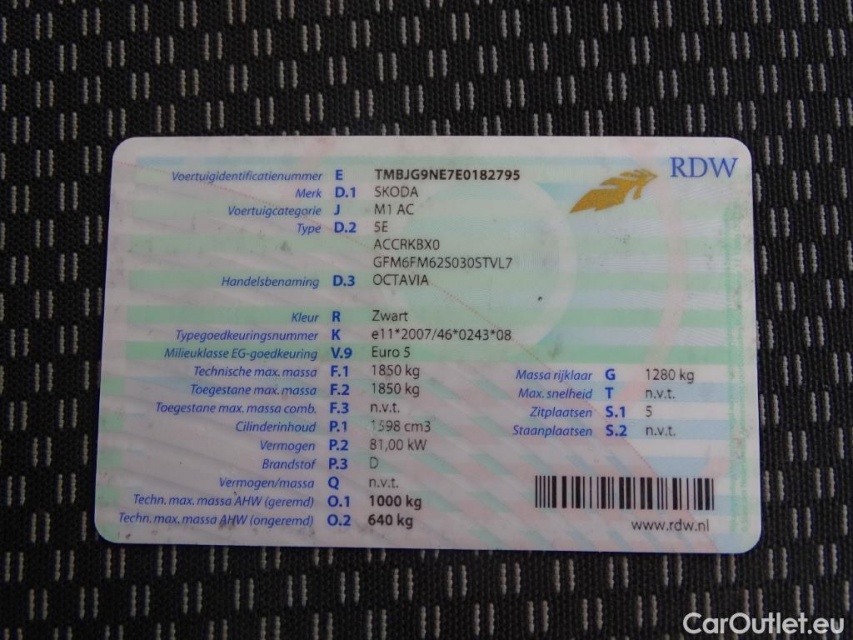 RDW
Voertuigidentificatienummer E TMBJG9NE7E0182795
Merk D.1 SKODA
Voertuigcategorie J M1 AC
Type D.2 5E
ACCRKBX0
GFM6FM62S030STVL7
Handelsbenaming D.3 OCTAVIA
Kleur R Zwart
Typegoedkeuringsnummer K e11*2007/46*0243*08
Milieuklasse EG-goedkeuring V.9 Euro 5
Technische max. massa F.1 1850 kg
Toegestane max. massa F.2 1850 kg
Toegestane max. massa comb. F.3 n.v.t.
Cilinderinhoud P.1 1598 cm3
Vermogen P.2 81,00 kW
Brandstof P.3 D
Vermogen/massa Q n.v.t.
Techn. max. massa AHW (geremd) O.1 1000 kg
Techn. max. massa AHW (ongeremd) O.2 640 kg
Massa rijklaar G 1280 kg
Max. snelheid T n.v.t.
Zitplaatsen S.1 5
Staanplaatsen S.2 n.v.t.
www.rdw.nl
CarOutlet.eu